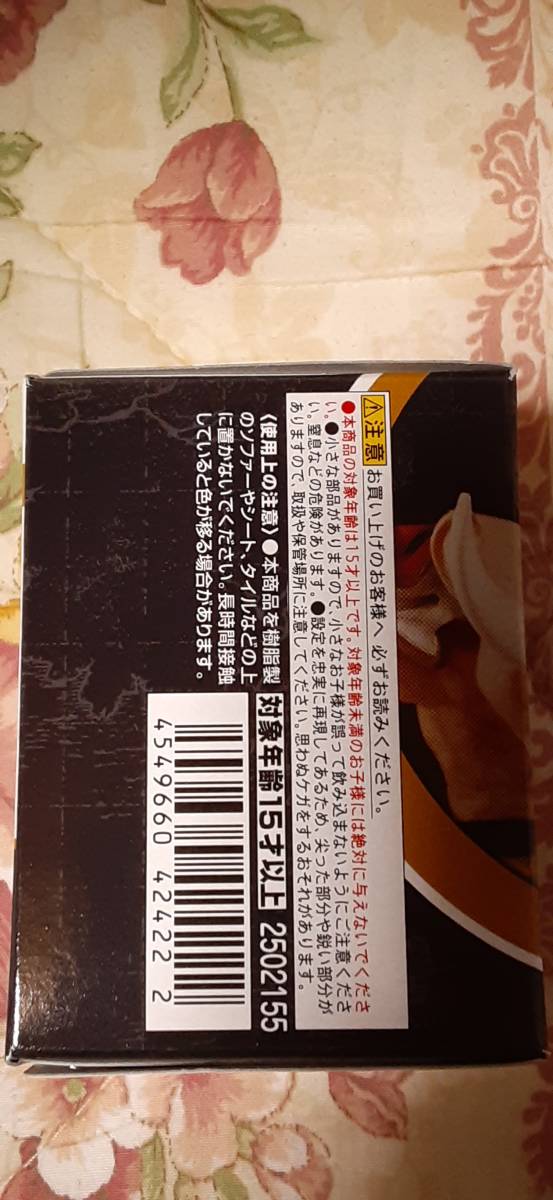 注意 お買い上げのお客様へ 必ずお読みください。
●本商品の対象年齢は15才以上です。対象年齢未満のお子様には絶対に与えないでくださ
い。●小さな部品がありますので、小さなお子様が誤って飲み込まないようにご注意くださ
い。窒息などの危険があります。●設定を忠実に再現してあるため、尖った部分や鋭い部分が
ありますので、取扱や保管場所に注意してください。思わぬケガをするおそれがあります。
〈使用上の注意〉●本商品を樹脂製
のソファーやシート、タイルなどの上
に置かないでください。長時間接触
していると色が移る場合があります。
対象年齢15才以上 2502155
4549660 424222